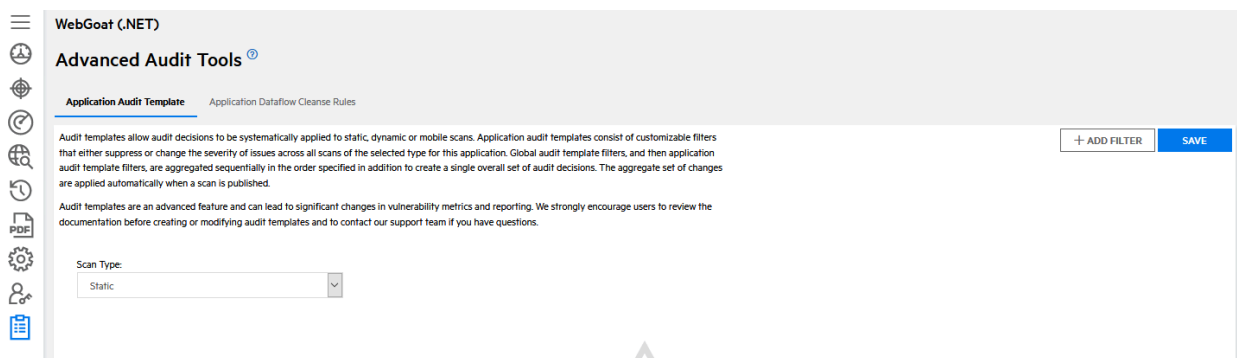 WebGoat (.NET)
Advanced Audit Tools ?
Application Audit Template Application Dataflow Cleanse Rules
Audit templates allow audit decisions to be systematically applied to static, dynamic or mobile scans. Application audit templates consist of customizable filters
that either suppress or change the severity of issues across all scans of the selected type for this application. Global audit template filters, and then application
audit template filters, are aggregated sequentially in the order specified in addition to create a single overall set of audit decisions. The aggregate set of changes
are applied automatically when a scan is published.
+ ADD FILTER SAVE
Audit templates are an advanced feature and can lead to significant changes in vulnerability metrics and reporting. We strongly encourage users to review the
documentation before creating or modifying audit templates and to contact our support team if you have questions.
PDF
Scan Type:
Static